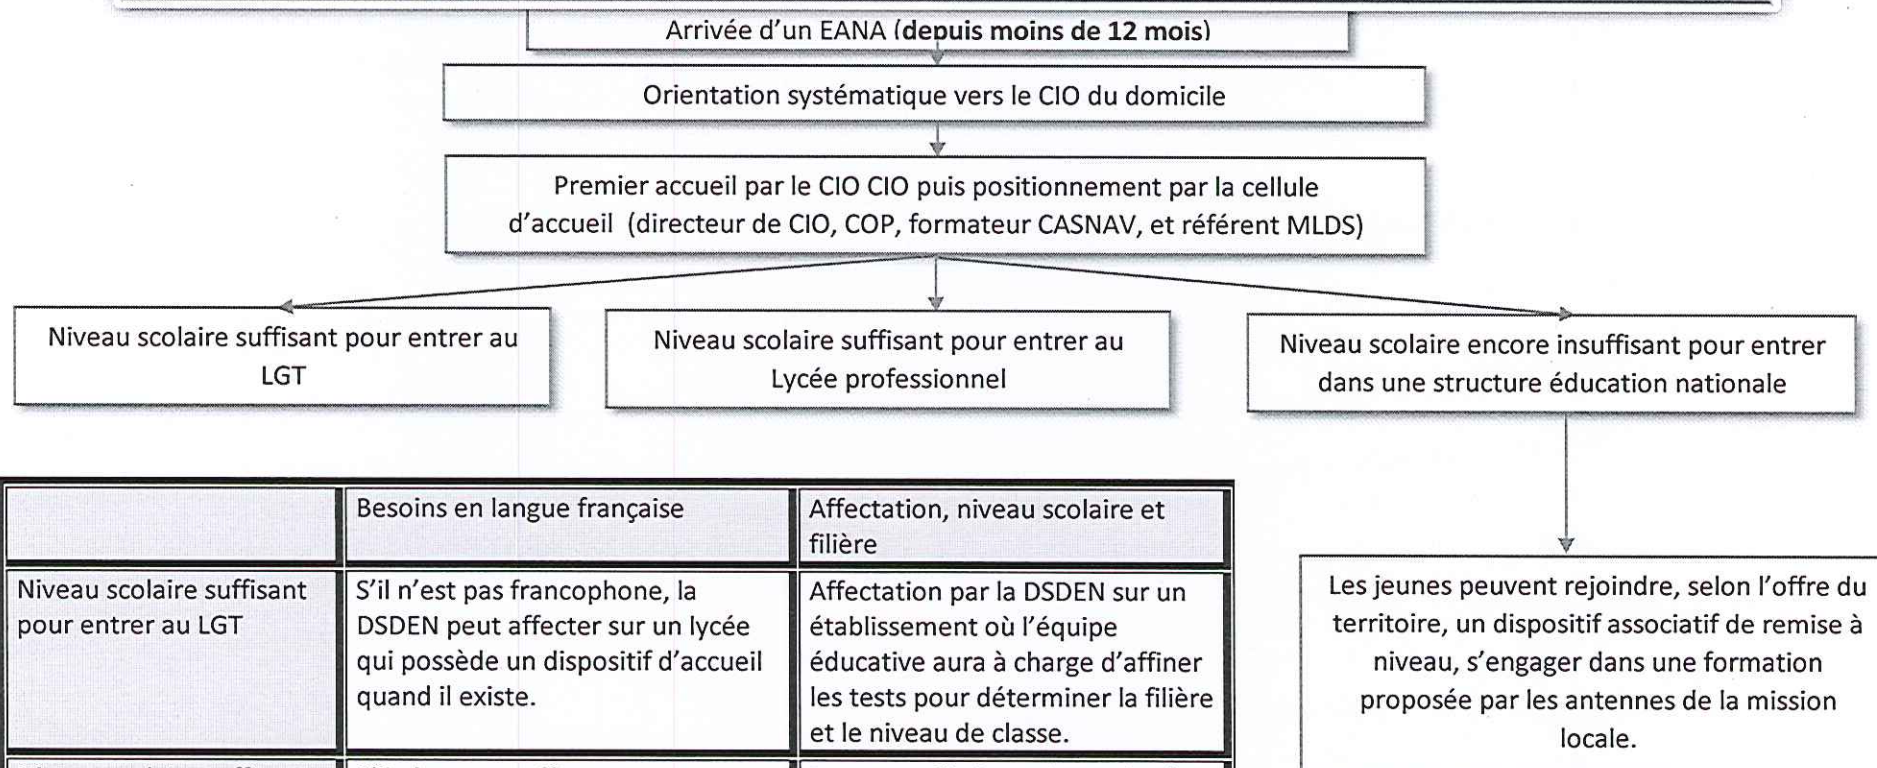 Arrivée d'un EANA (depuis moins de 12 mois)
Orientation systématique vers le CIO du domicile
Premier accueil par le CIO CIO puis positionnement par la cellule
d'accueil (directeur de CIO, COP, formateur CASNAV, et référent MLDS)
Niveau scolaire suffisant pour entrer au
LGT
Niveau scolaire suffisant pour entrer au
Lycée professionnel
Niveau scolaire encore insuffisant pour entrer
dans une structure éducation nationale
Besoins en langue française
Affectation, niveau scolaire et
filière
Niveau scolaire suffisant
pour entrer au LGT
S'il n'est pas francophone, la
DSDEN peut affecter sur un lycée
qui possède un dispositif d'accueil
quand il existe.
Affectation par la DSDEN sur un
établissement où l'équipe
éducative aura à charge d'affiner
les tests pour déterminer la filière
et le niveau de classe.
Les jeunes peuvent rejoindre, selon l'offre du
territoire, un dispositif associatif de remise à
niveau, s'engager dans une formation
proposée par les antennes de la mission
locale.